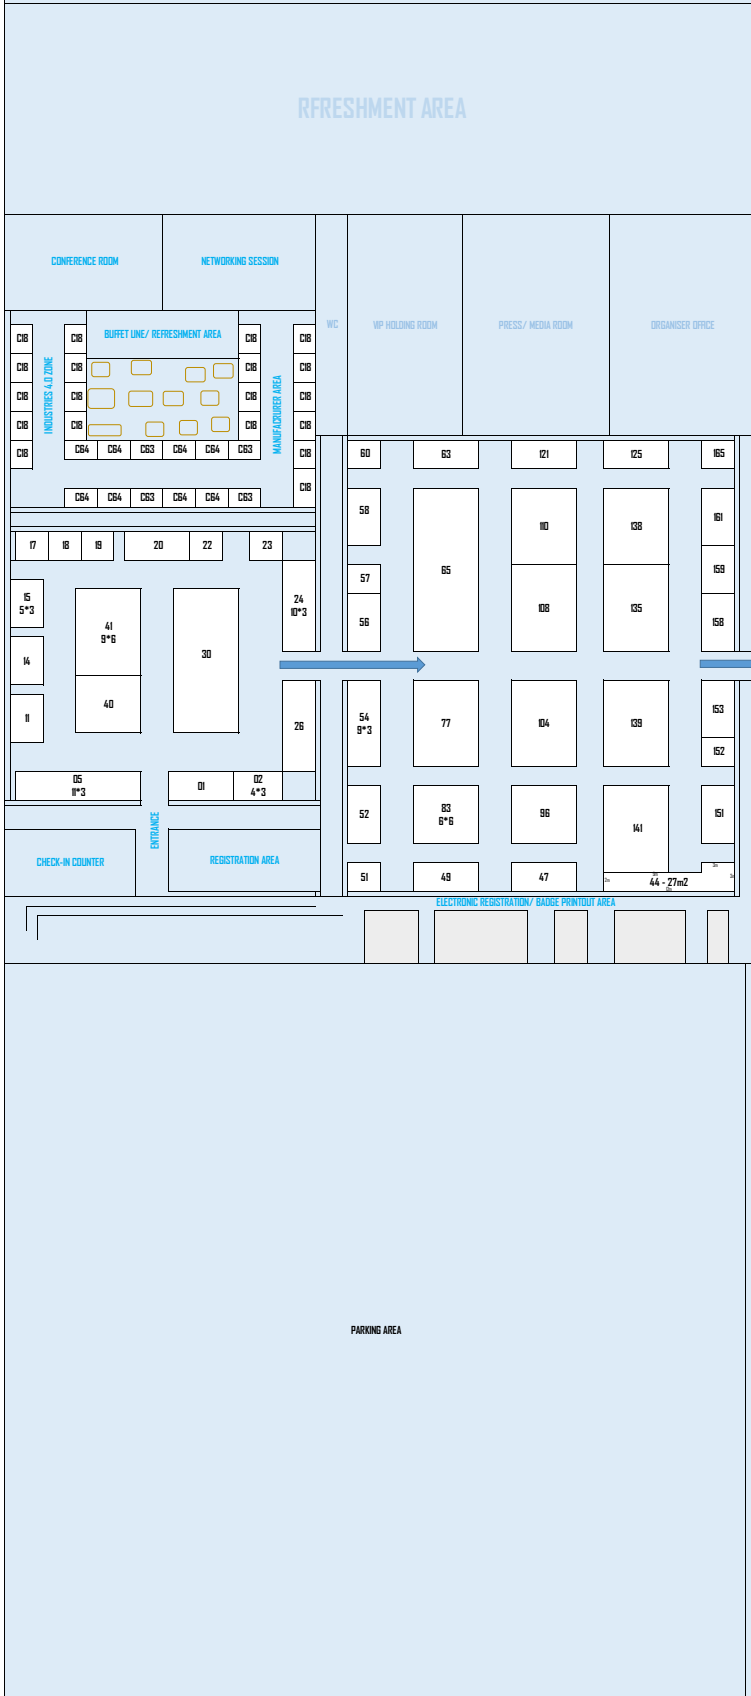 RFRESHMENT AREA
CONFERENCE ROOM
NETWORKING SESSION
WC
VIP HOLDING ROOM
PRESS/ MEDIA ROOM
ORGANISER OFFICE
BUFFET LINE/ REFRESHMENT AREA
INDUSTRIES 4.0 ZONE
MANUFACRURER AREA
C18 C18 C18 C18
C18 C18 C18 C18
C18 C18 C18 C18
C18 C18 C18 C18
C18 C64 C64 C63 C64 C64 C63 C18
C18
C64 C64 C63 C64 C64 C63
17 18 19 20 22 23
15
5*3
14
11
41
9*6
40
30
24
10*3
26
05
11*3
01
02
4*3
ENTRANCE
CHECK-IN COUNTER
REGISTRATION AREA
60 63 121 125 165
58
57
56
65
110
108
138
135
161
159
158
54
9*3
77
104
139
153
152
52
83
6*6
96
141
151
51
49
47
44 - 27m2
ELECTRONIC REGISTRATION/ BADGE PRINTOUT AREA
PARKING AREA